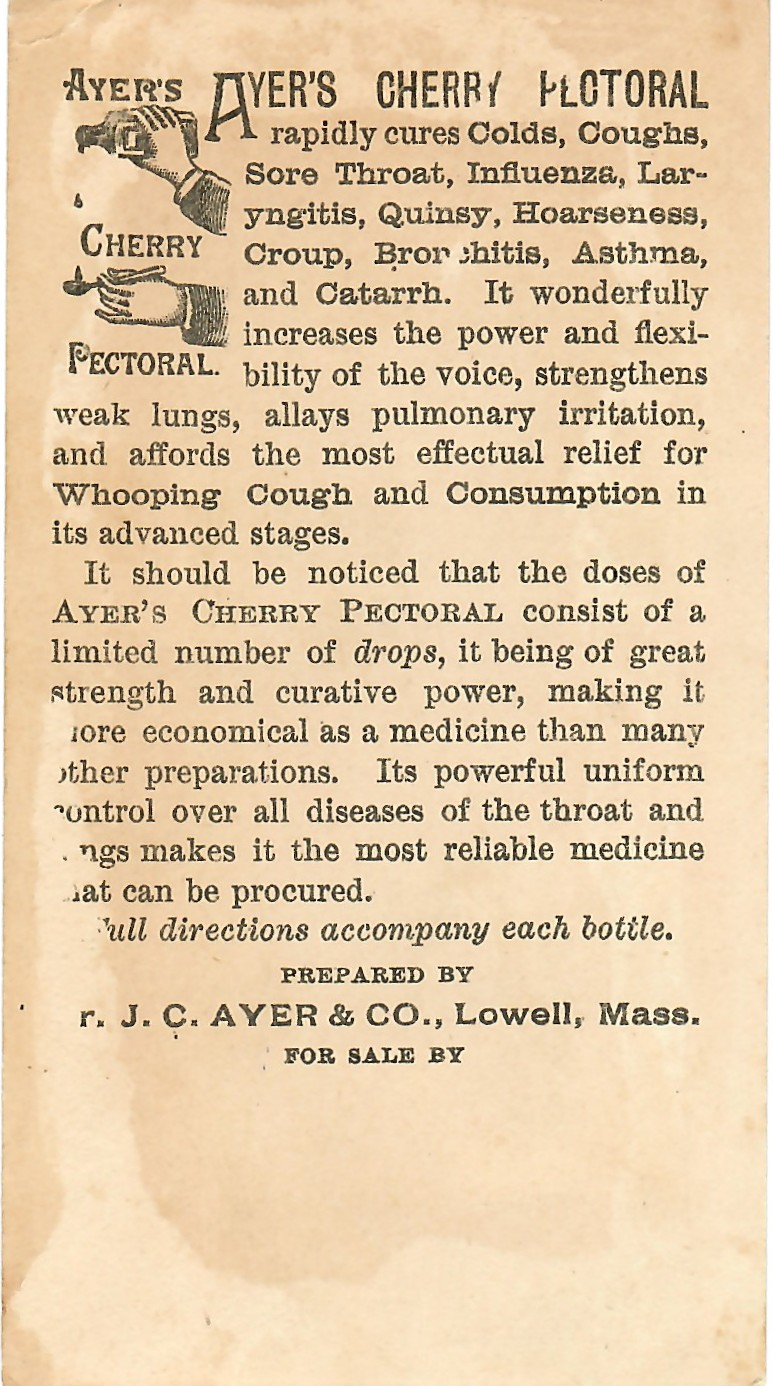 AYER'S
CHERRY
PECTORAL.
AYER'S CHERRY PECTORAL
rapidly cures Colds, Coughs,
Sore Throat, Influenza, Lar-
yngitis, Quinsy, Hoarseness,
Croup, Bronchitis, Asthma,
and Catarrh. It wonderfully
increases the power and flexi-
bility of the voice, strengthens
weak lungs, allays pulmonary irritation,
and affords the most effectual relief for
Whooping Cough and Consumption in
its advanced stages.
It should be noticed that the doses of
AYER'S CHERRY PECTORAL consist of a
limited number of drops, it being of great
strength and curative power, making it
more economical as a medicine than many
other preparations. Its powerful uniform
control over all diseases of the throat and
lungs makes it the most reliable medicine
that can be procured.
Full directions accompany each bottle.
PREPARED BY
r. J. C. AYER & CO., Lowell, Mass.
FOR SALE BY